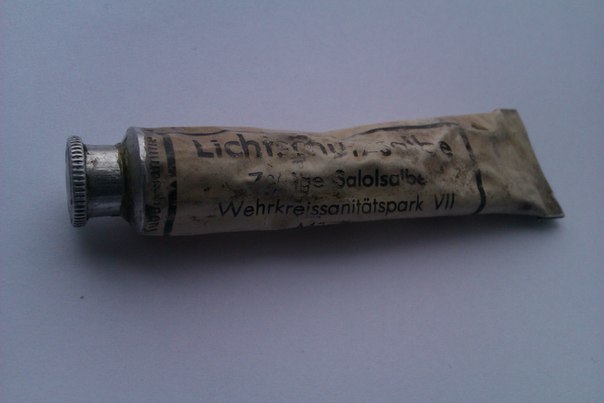 Lichtschutzsalbe
Salolsalbe
Wehrkreissanitätspark VII